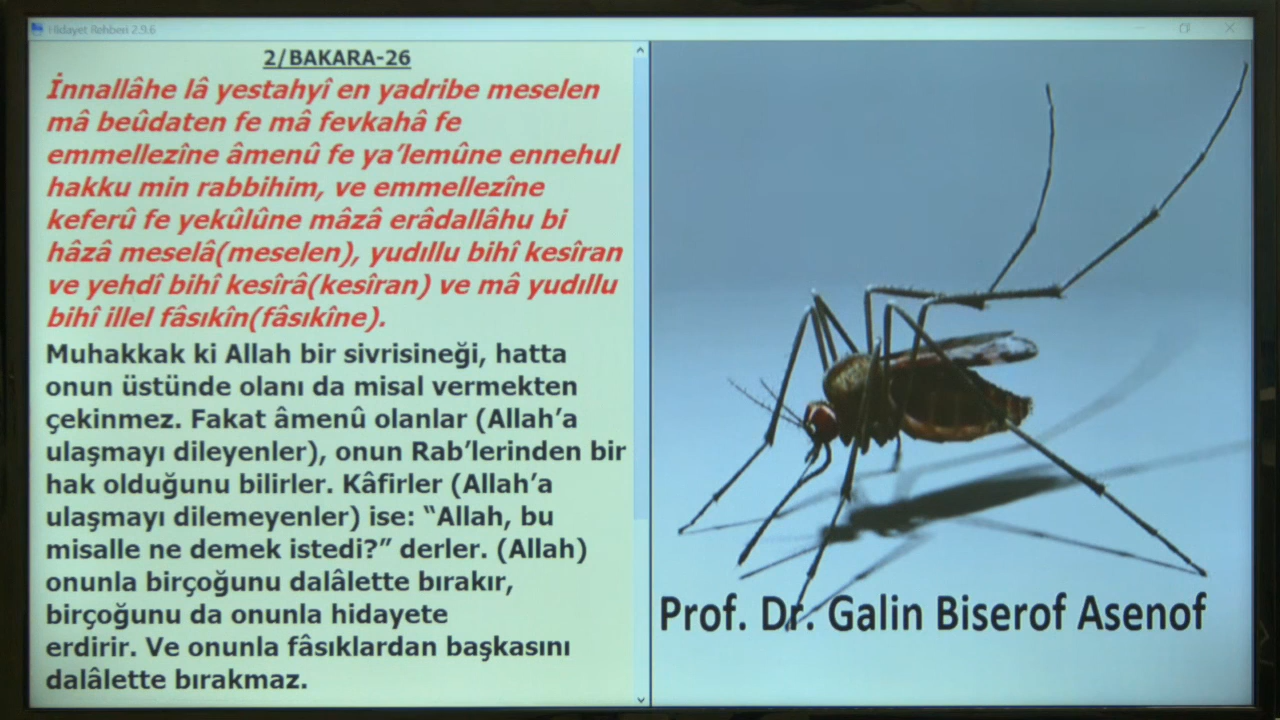 Hidayet Rehberi 2.9.6
2/BAKARA-26
İnnallâhe lâ yestahyî en yadribe meselen
mâ beûdaten fe mâ fevkahâ fe
emmellezîne âmenû fe ya’lemûne ennehul
hakku min rabbihim, ve emmellezîne
keferû fe yekûlûne mâzâ erâdallâhu bi
hâzâ meselâ(meselen), yudıllu bihî kesîran
ve yehdî bihî kesîrâ(kesîran) ve mâ yudıllu
bihî illel fâsıkîn(fâsıkîne).
Muhakkak ki Allah bir sivrisineği, hatta
onun üstünde olanı da misal vermekten
çekinmez. Fakat âmenû olanlar (Allah’a
ulaşmayı dileyenler), onun Rab’lerinden bir
hak olduğunu bilirler. Kâfirler (Allah’a
ulaşmayı dilemeyenler) ise: “Allah, bu
misalle ne demek istedi?” derler. (Allah)
onunla birçoğunu dalâlette bırakır,
birçoğunu da onunla hidayete
erdirir. Ve onunla fâsıklardan başkasını
dalâlette bırakmaz.
Prof. Dr. Galin Biserof Asenof